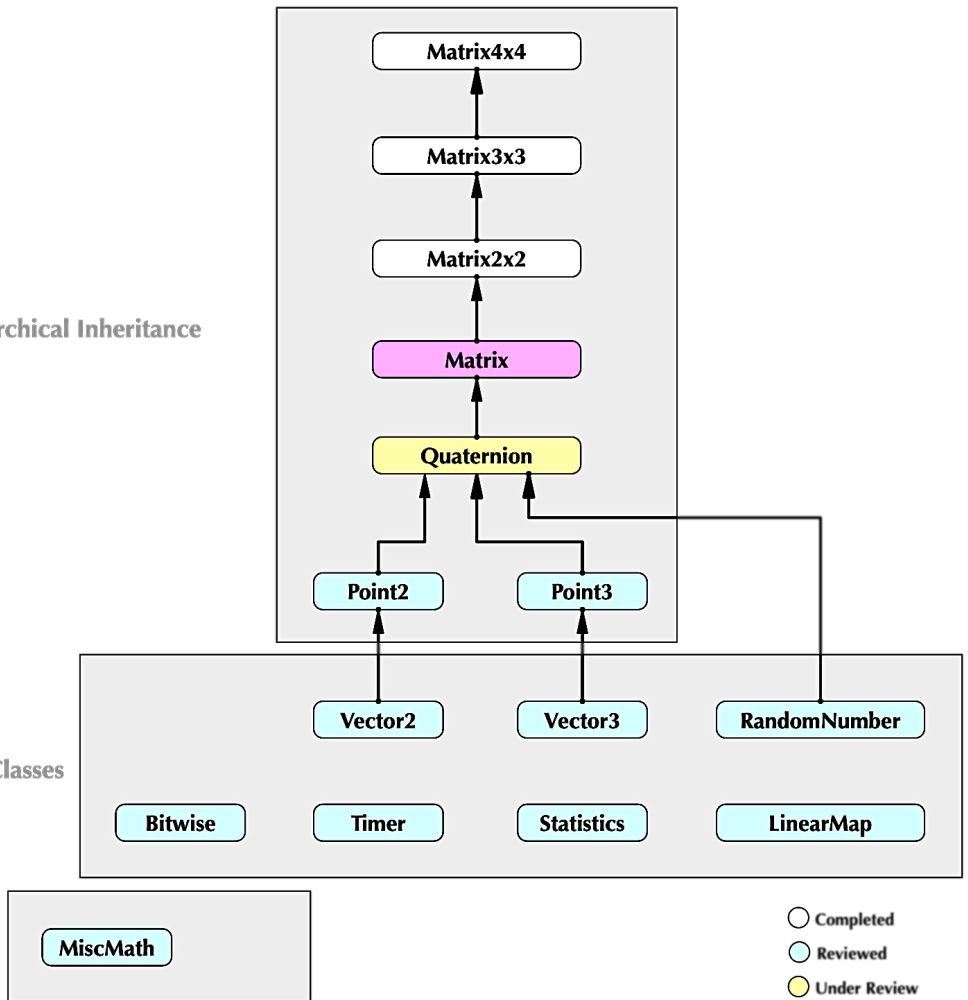 Matrix4x4
Matrix3x3
Matrix2x2
rchical Inheritance
Matrix
Quaternion
Point2
Point3
Vector2
Vector3
RandomNumber
Classes
Bitwise
Timer
Statistics
LinearMap
MiscMath
Completed
Reviewed
Under Review